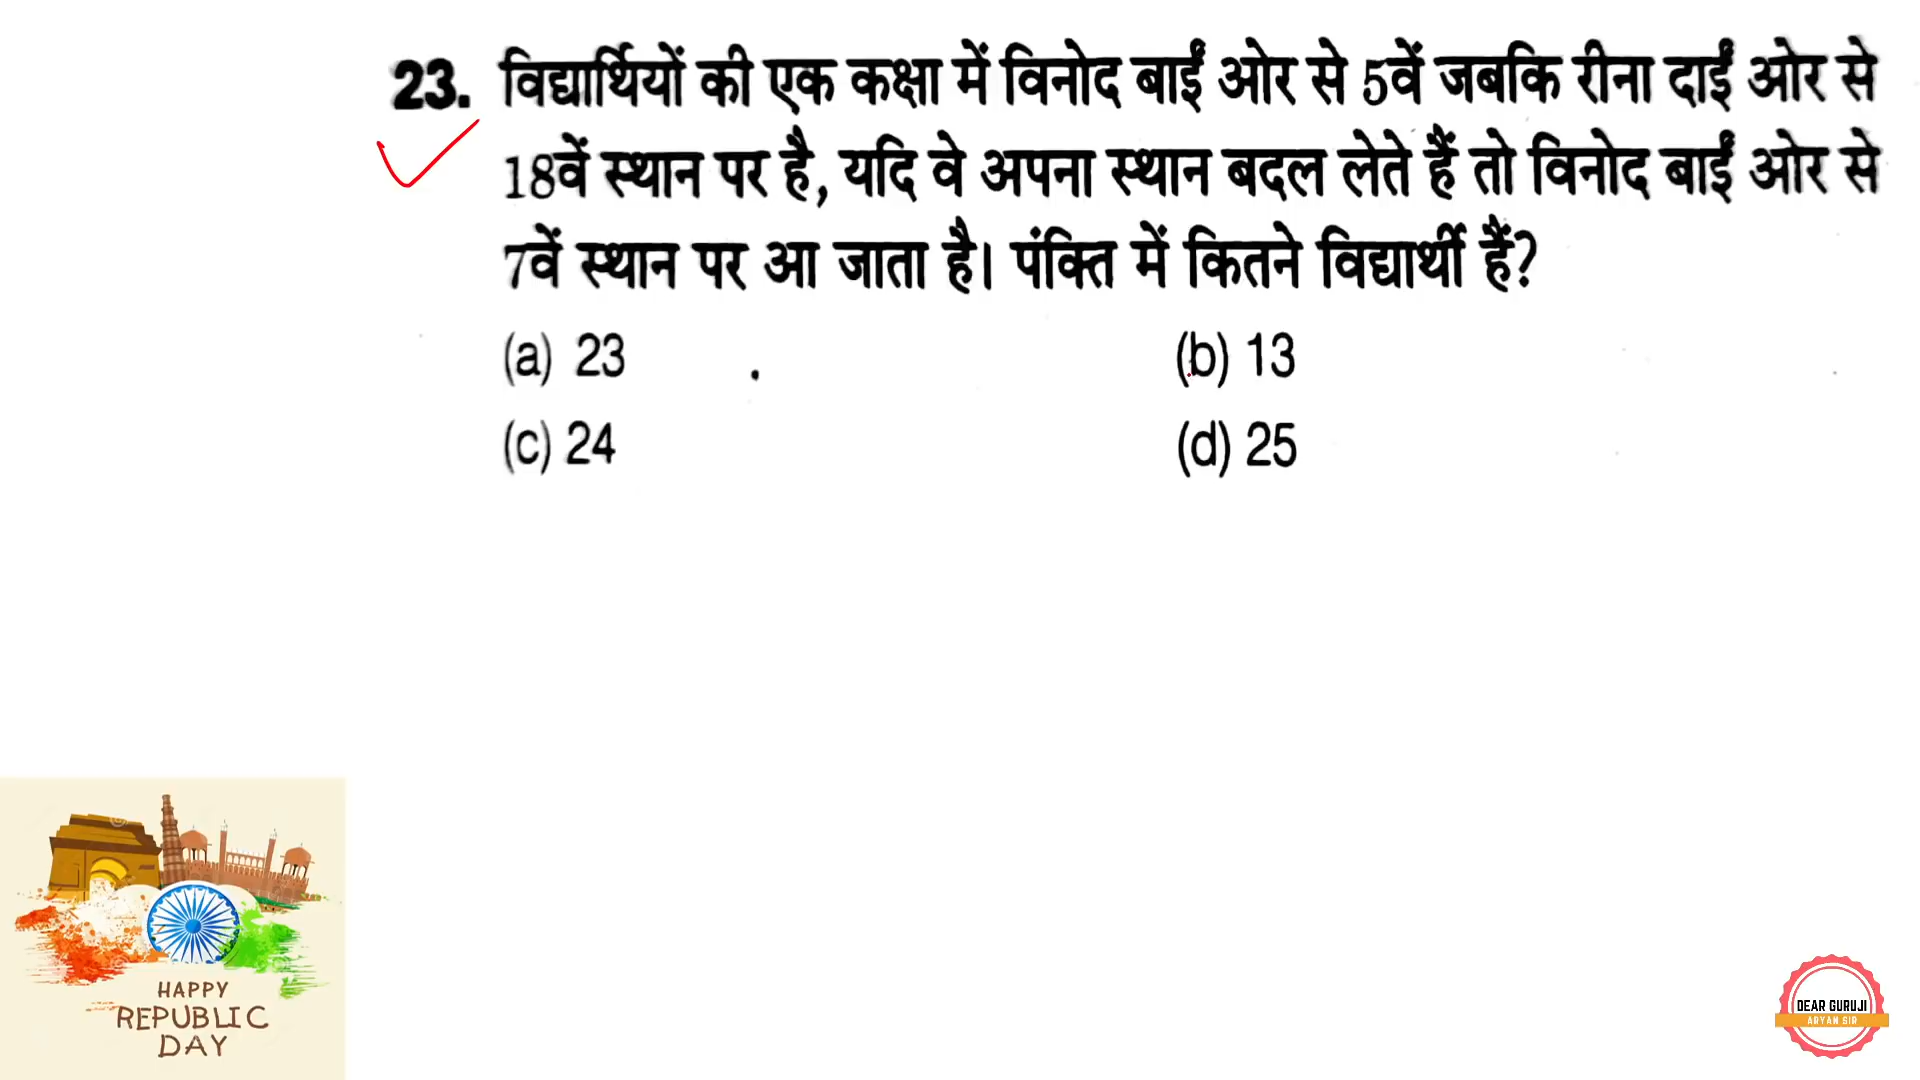 23. विद्यार्थियों की एक कक्षा में विनोद बाईं ओर से 5वें जबकि रीना दाईं ओर से
18वें स्थान पर है, यदि वे अपना स्थान बदल लेते हैं तो विनोद बाईं ओर से
7वें स्थान पर आ जाता है। पंक्ति में कितने विद्यार्थी हैं?
(a) 23 (b) 13
(c) 24 (d) 25
HAPPY
REPUBLIC
DAY
DEAR GURUJI
ARYAN SIR